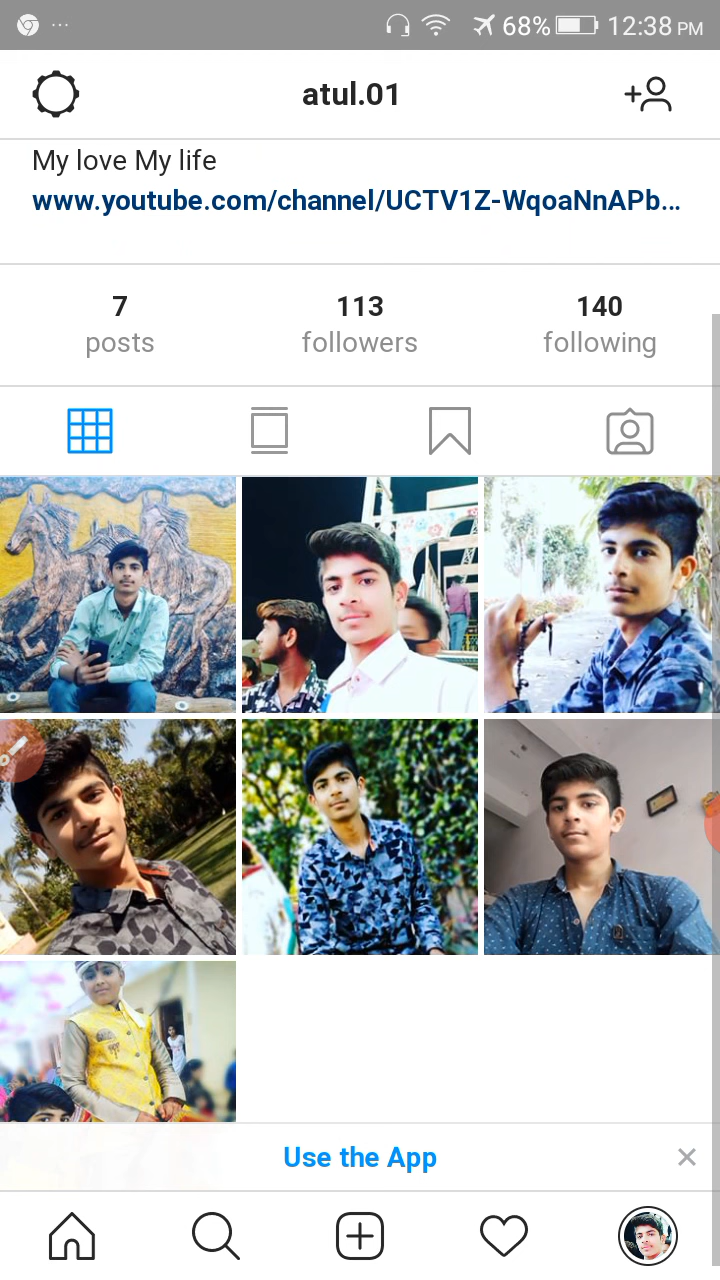 68% 12:38 PM
atul.01
My love My life
www.youtube.com/channel/UCTV1Z-WqoaNnAPb...
7 113 140
posts followers following
Use the App